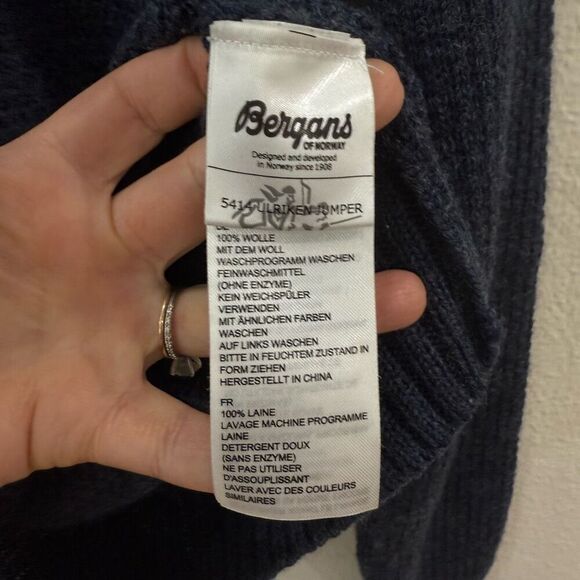 Bergans
OF NORWAY
Designed and developed
in Norway since 1908
5414 ULRIKEN JUMPER
DE
100% WOLLE
MIT DEM WOLL
WASCHPROGRAMM WASCHEN
FEINWASCHMITTEL
(OHNE ENZYME)
KEIN WEICHSPÜLER
VERWENDEN
MIT ÄHNLICHEN FARBEN
WASCHEN
AUF LINKS WASCHEN
BITTE IN FEUCHTEM ZUSTAND IN
FORM ZIEHEN
HERGESTELLT IN CHINA
FR
100% LAINE
LAVAGE MACHINE PROGRAMME
LAINE
DETERGENT DOUX
(SANS ENZYME)
NE PAS UTILISER
D'ASSOUPLISSANT
LAVER AVEC DES COULEURS
SIMILAIRES